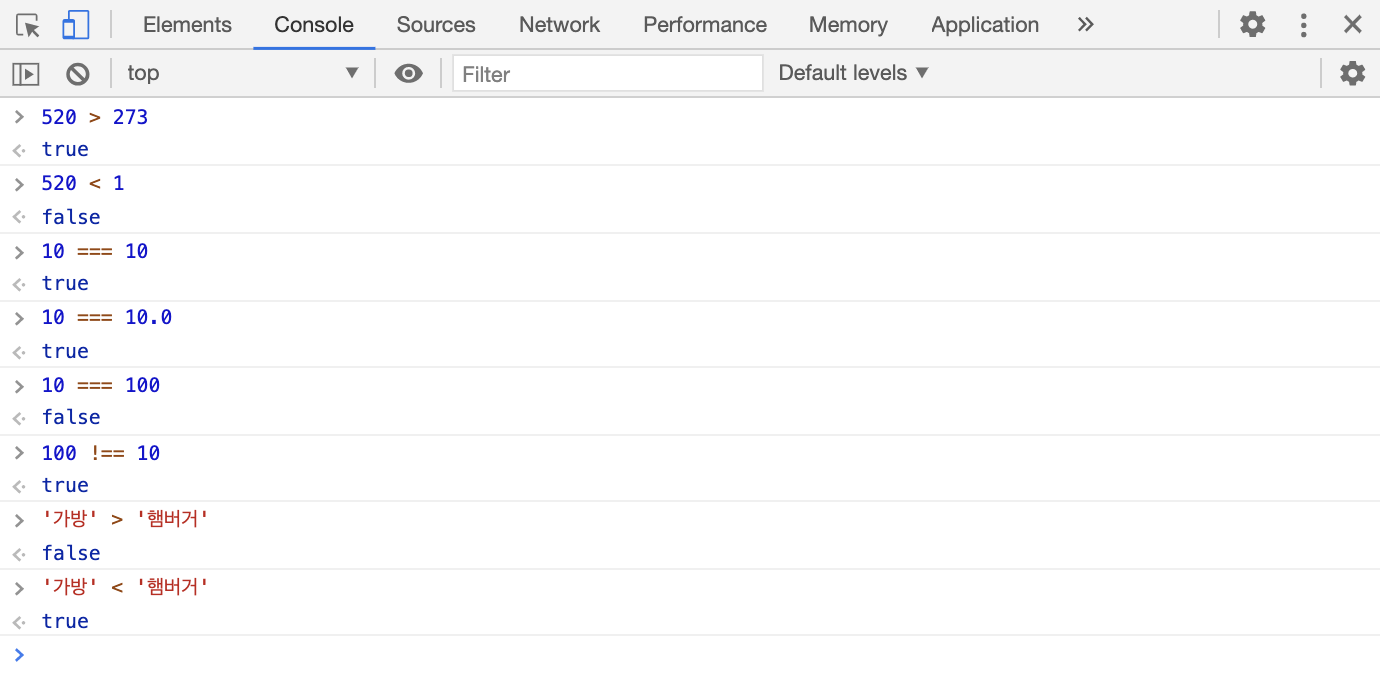 Elements Console Sources Network Performance Memory Application »
top ▼ Filter Default levels ▼
> 520 > 273
true
> 520 < 1
false
> 10 === 10
true
> 10 === 10.0
true
> 10 === 100
false
> 100 !== 10
true
> '가방' > '햄버거'
false
> '가방' < '햄버거'
true
>